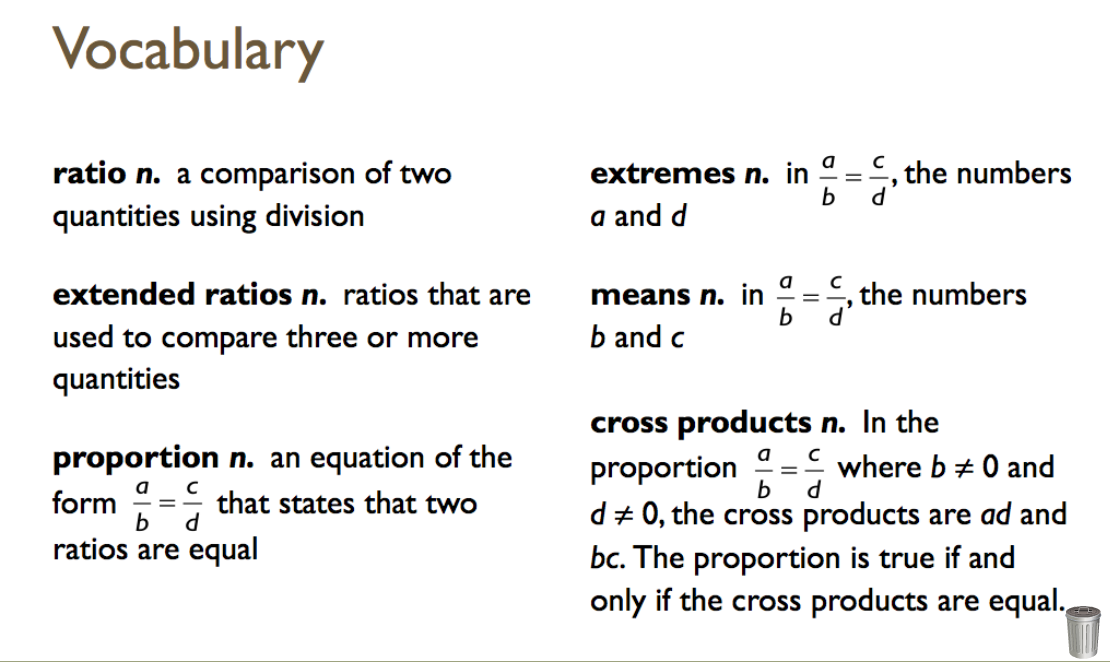 Vocabulary
ratio n. a comparison of two
quantities using division
extended ratios n. ratios that are
used to compare three or more
quantities
proportion n. an equation of the
form a/b = c/d that states that two
ratios are equal
extremes n. in a/b = c/d, the numbers
a and d
means n. in a/b = c/d, the numbers
b and c
cross products n. In the
proportion a/b = c/d where b ≠ 0 and
d ≠ 0, the cross products are ad and
bc. The proportion is true if and
only if the cross products are equal.